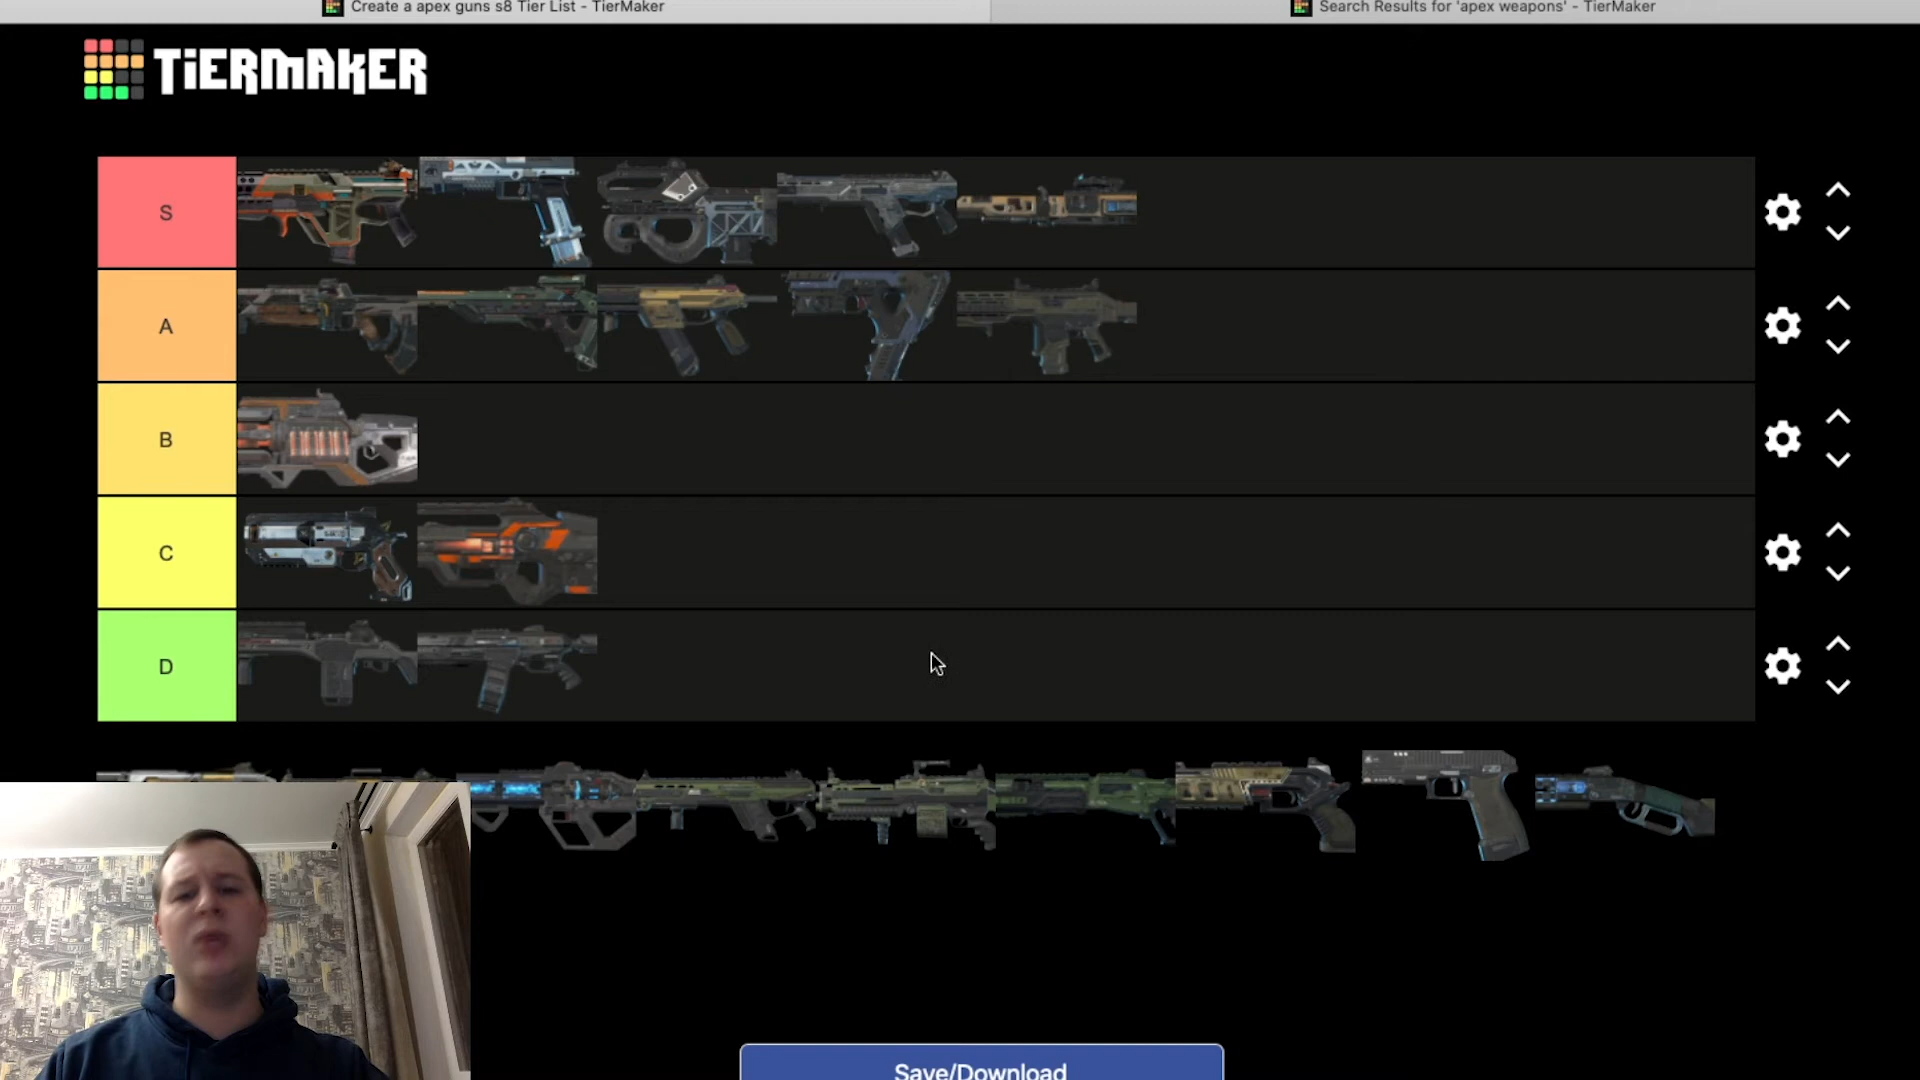 Create a apex guns s8 Tier List - TierMaker
Search Results for 'apex weapons' - TierMaker
TiERMAKER
S
A
B
C
D
Save/Download